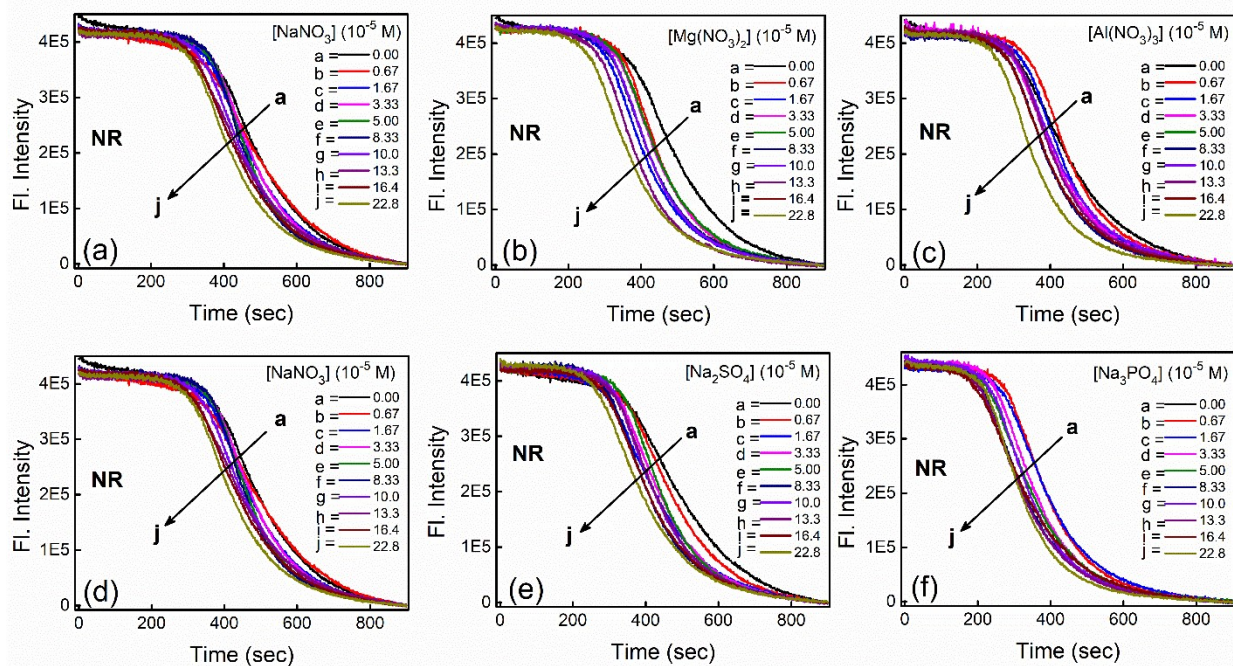 4E5
3E5
2E5
1E5
0
Fl. Intensity
[NaNO3] (10-5 M)
a = 0.00
b = 0.67
c = 1.67
d = 3.33
e = 5.00
f = 8.33
g = 10.0
h = 13.3
i = 16.4
j = 22.8
a
NR
j
(a)
0 200 400 600 800
Time (sec)
4E5
3E5
2E5
1E5
0
Fl. Intensity
[Mg(NO3)2] (10-5 M)
a = 0.00
b = 0.67
c = 1.67
d = 3.33
e = 5.00
f = 8.33
g = 10.0
h = 13.3
i = 16.4
j = 22.8
a
NR
j
(b)
0 200 400 600 800
Time (sec)
4E5
3E5
2E5
1E5
0
Fl. Intensity
[Al(NO3)3] (10-5 M)
a = 0.00
b = 0.67
c = 1.67
d = 3.33
e = 5.00
f = 8.33
g = 10.0
h = 13.3
i = 16.4
j = 22.8
a
NR
j
(c)
0 200 400 600 800
Time (sec)
4E5
3E5
2E5
1E5
0
Fl. Intensity
[NaNO3] (10-5 M)
a = 0.00
b = 0.67
c = 1.67
d = 3.33
e = 5.00
f = 8.33
g = 10.0
h = 13.3
i = 16.4
j = 22.8
a
NR
j
(d)
0 200 400 600 800
Time (sec)
4E5
3E5
2E5
1E5
0
Fl. Intensity
[Na2SO4] (10-5 M)
a = 0.00
b = 0.67
c = 1.67
d = 3.33
e = 5.00
f = 8.33
g = 10.0
h = 13.3
i = 16.4
j = 22.8
a
NR
j
(e)
0 200 400 600 800
Time (sec)
4E5
3E5
2E5
1E5
0
Fl. Intensity
[Na3PO4] (10-5 M)
a = 0.00
b = 0.67
c = 1.67
d = 3.33
e = 5.00
f = 8.33
g = 10.0
h = 13.3
i = 16.4
j = 22.8
a
NR
j
(f)
0 200 400 600 800
Time (sec)